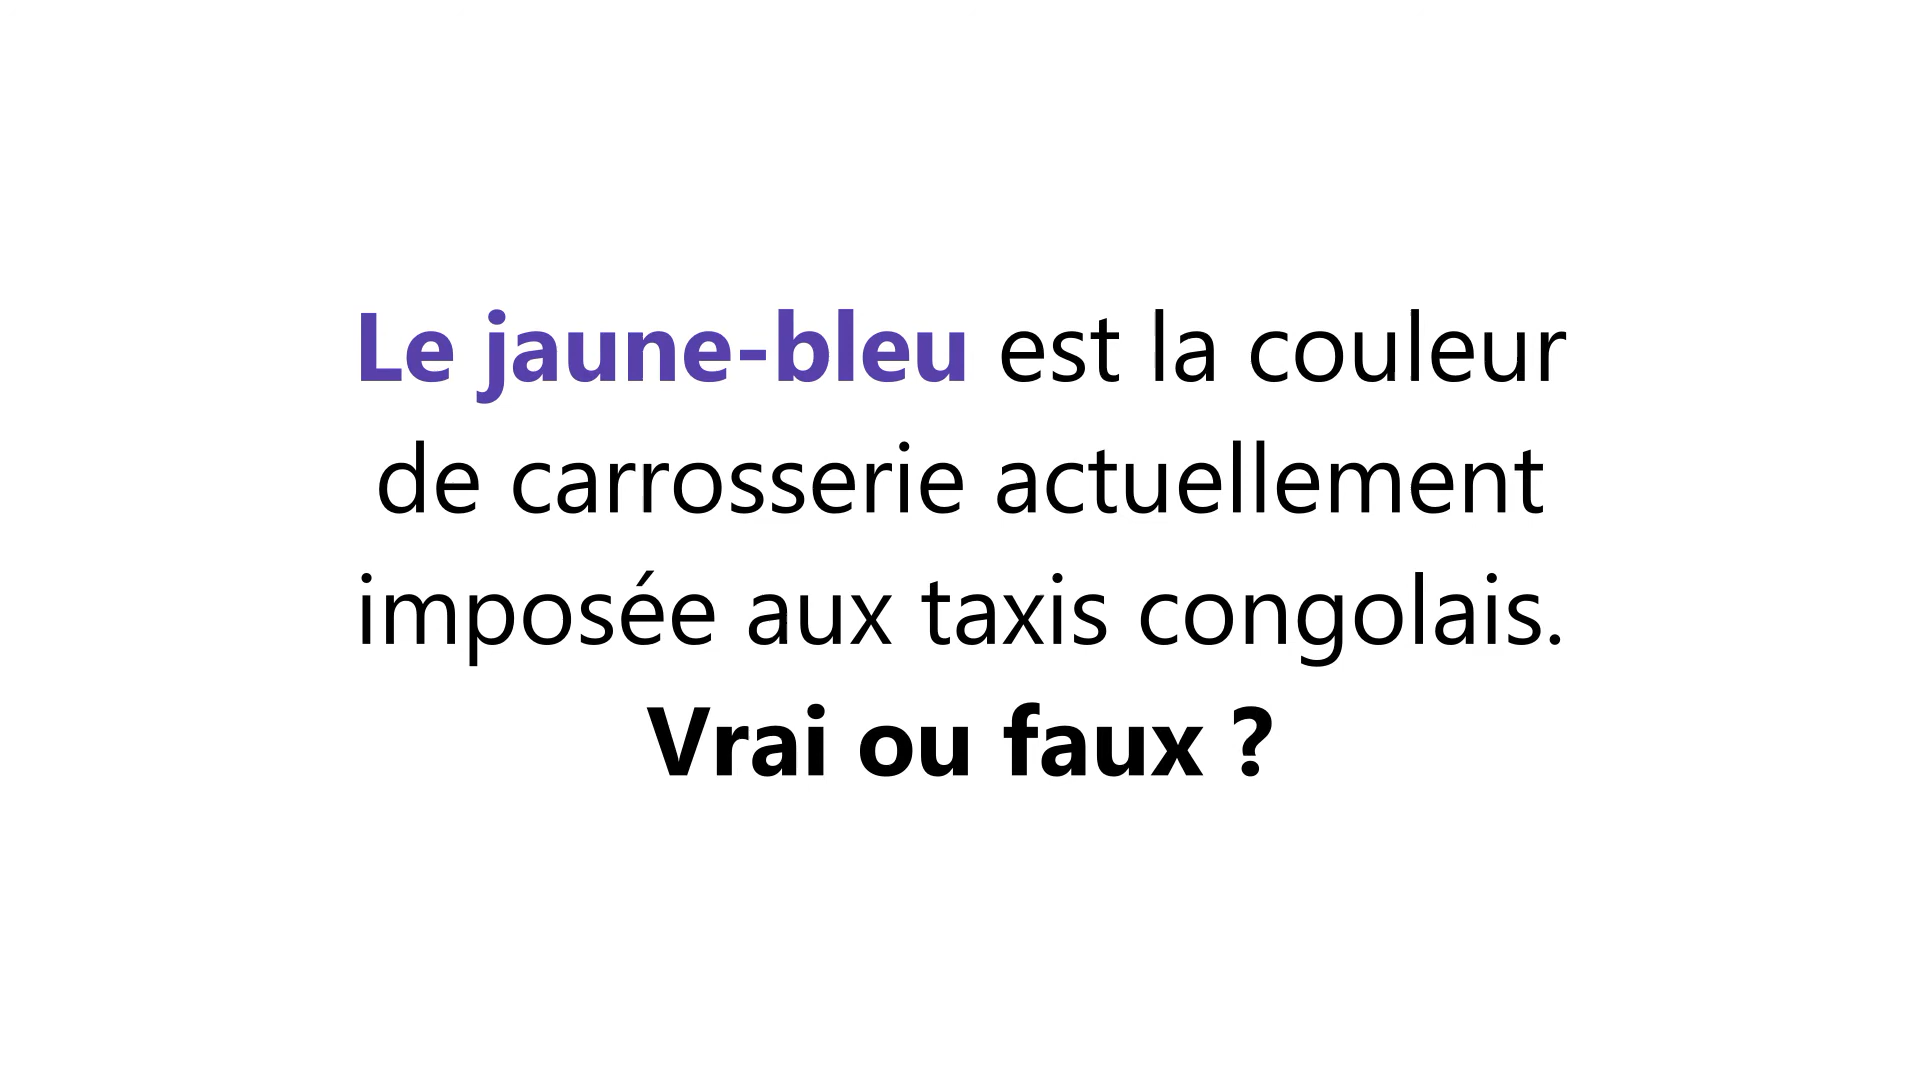 Le jaune-bleu est la couleur
de carrosserie actuellement
imposée aux taxis congolais.
Vrai ou faux ?